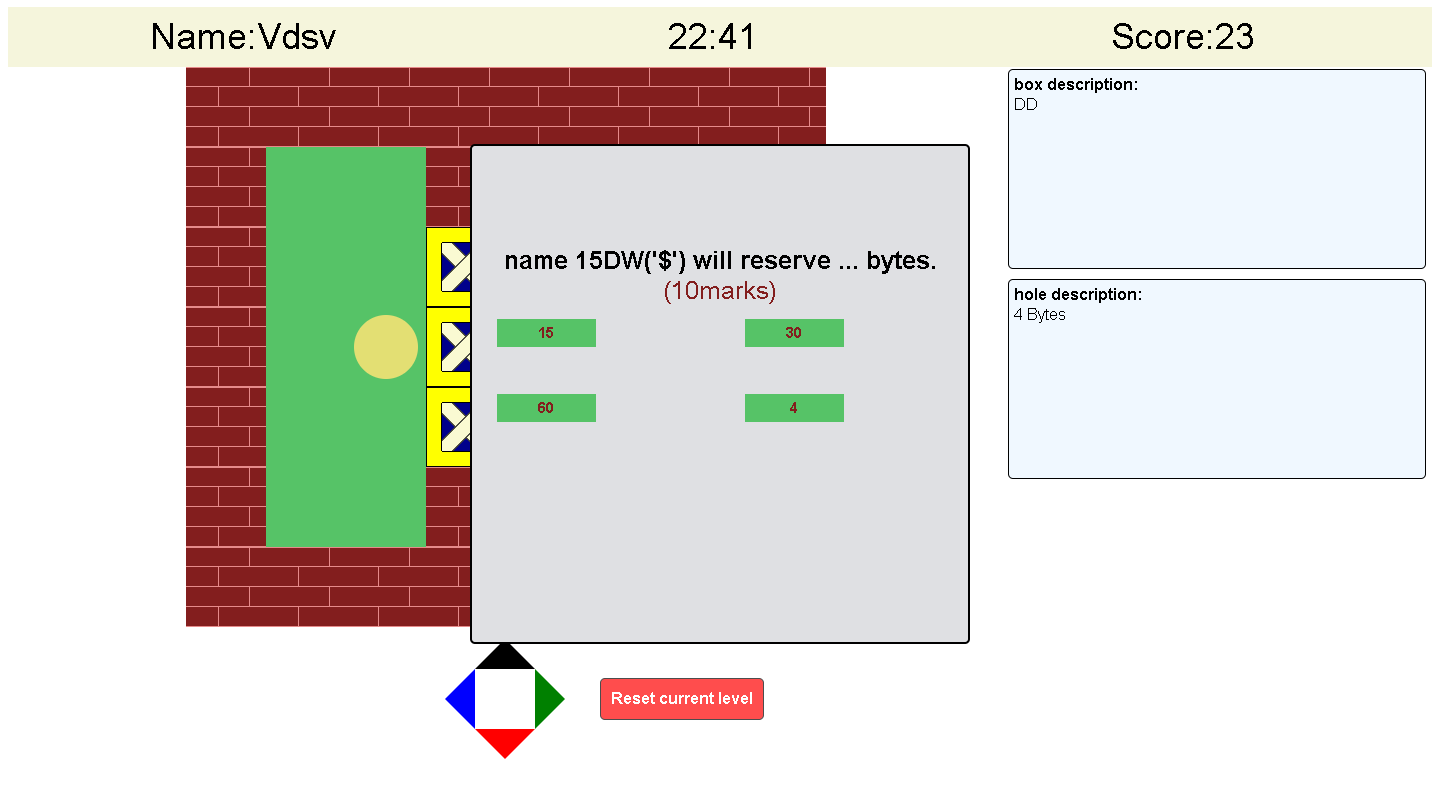 Name:Vdsv 22:41 Score:23
box description:
DD
name 15DW('$') will reserve ... bytes.
(10marks)
15 30
60 4
hole description:
4 Bytes
Reset current level